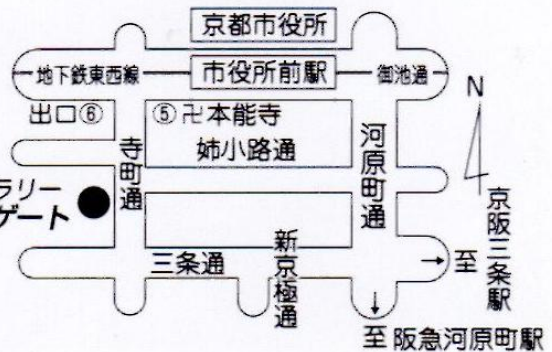 京都市役所
地下鉄東西線
市役所前駅
御池通
N
出口⑥
⑤卍本能寺
姉小路通
寺町通
河原町通
ラリー
ゲート
三条通
新京極通
→至
京阪三条駅
↓
至 阪急河原町駅